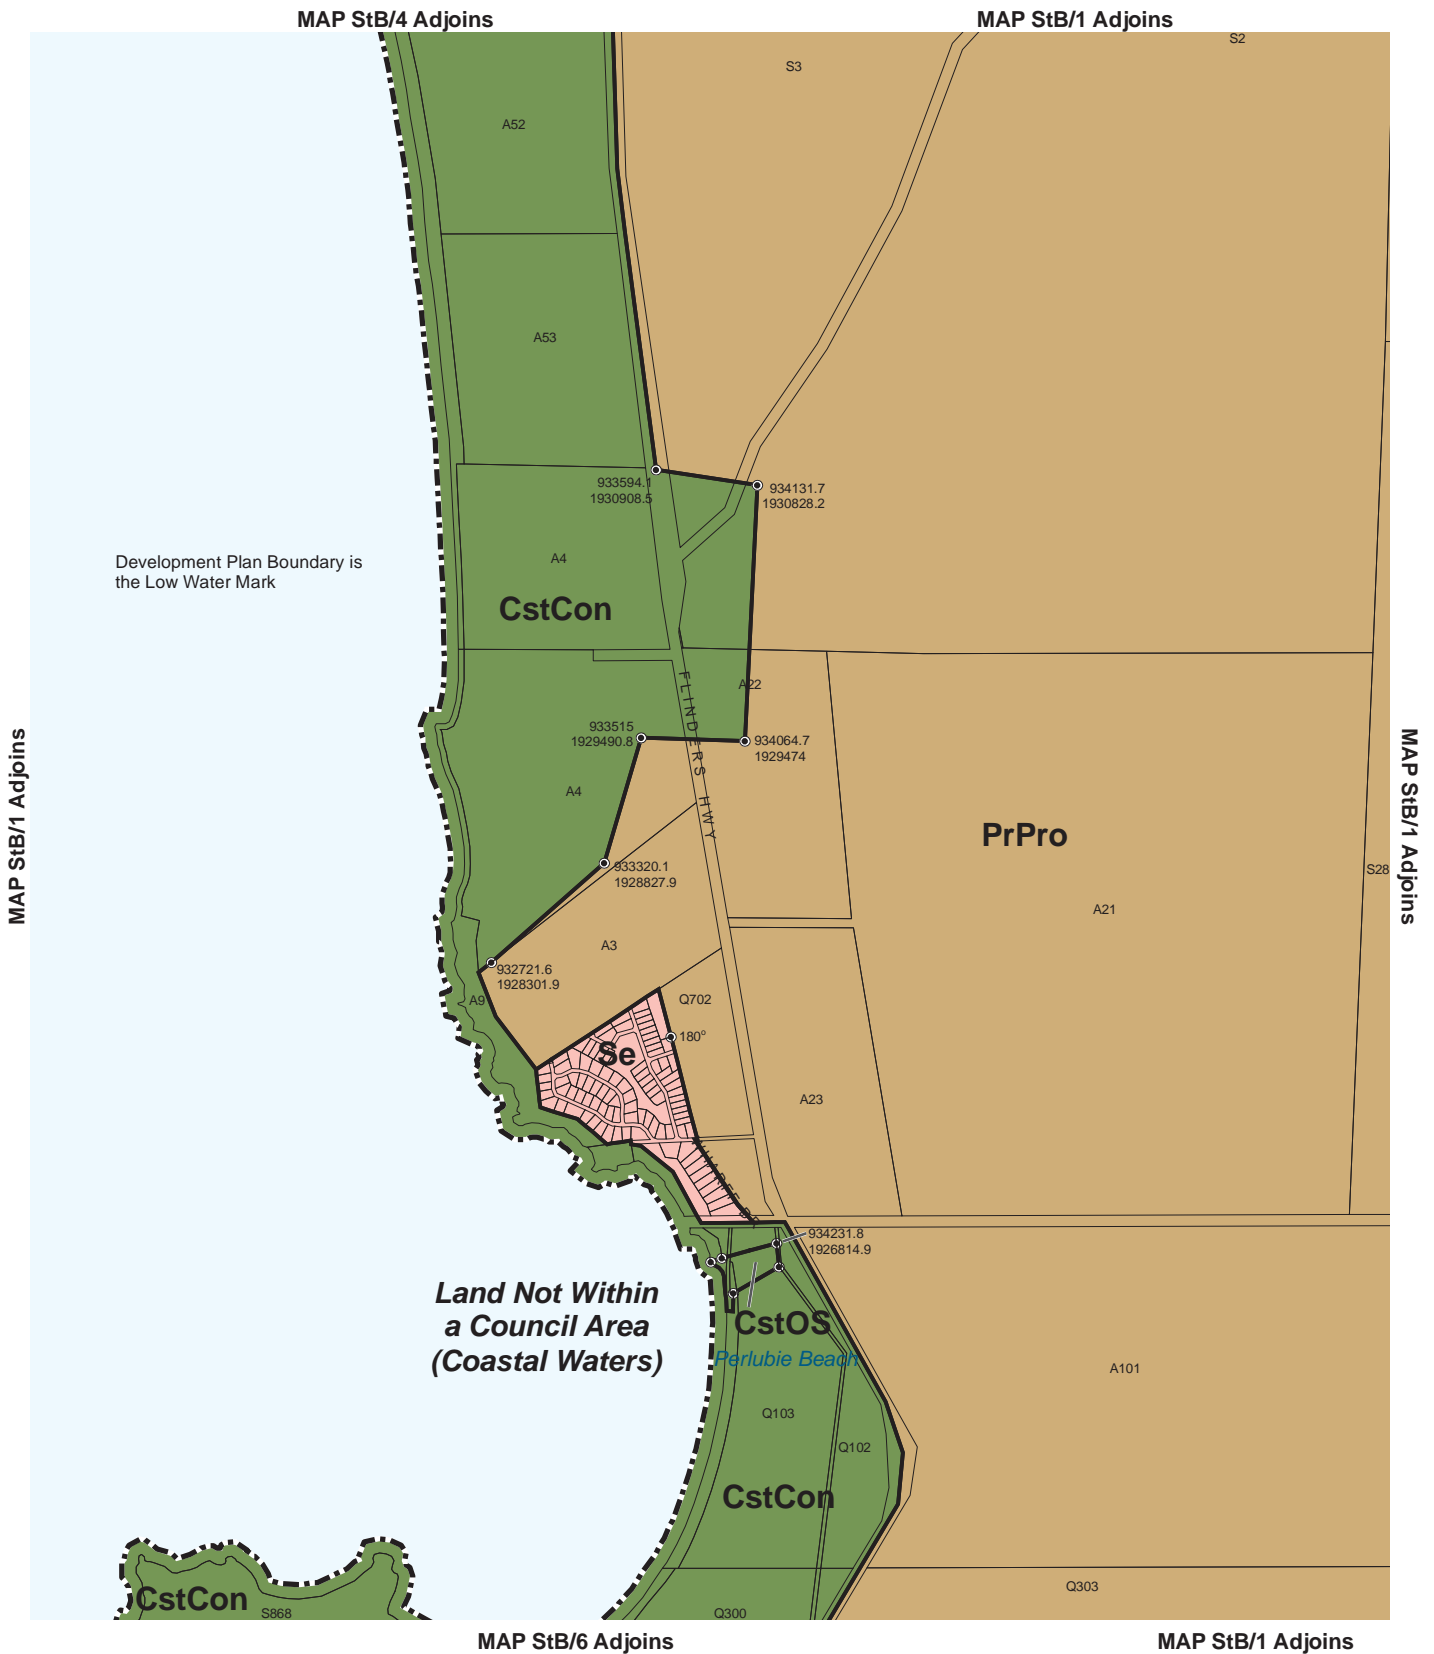 MAP StB/4 Adjoins
MAP StB/1 Adjoins
S2
S3
A52
A53
933594.1
1930908.5
934131.7
1930828.2
Development Plan Boundary is
the Low Water Mark
A4
CstCon
FLINDERS HWY
A22
933515
1929490.8
934064.7
1929474
MAP StB/1 Adjoins
MAP StB/1 Adjoins
A4
PrPro
933320.1
1928827.9
S28
A21
A3
932721.6
1928301.9
A9
Q702
180°
Se
A23
934231.8
1926814.9
Land Not Within
a Council Area
(Coastal Waters)
CstOS
Perlubie Beach
A101
Q103
Q102
CstCon
CstCon
S868
Q300
Q303
MAP StB/6 Adjoins
MAP StB/1 Adjoins